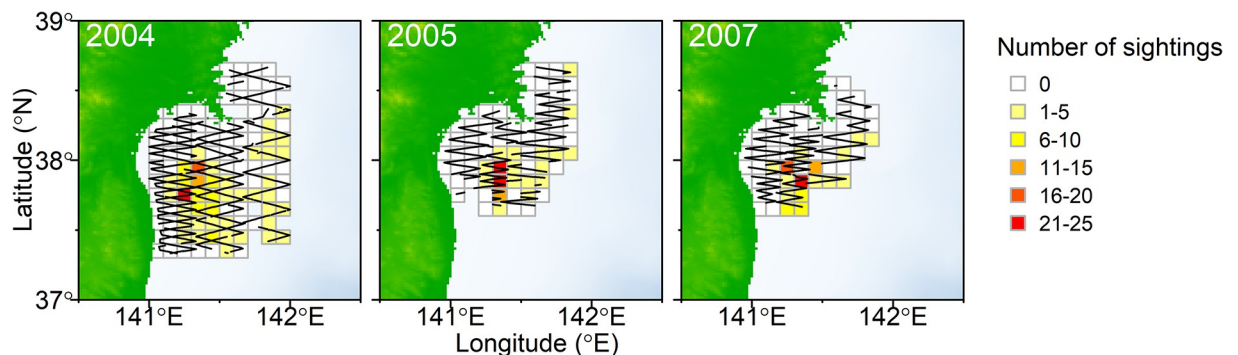 39°
38°
37°
Latitude (°N)
2004
2005
2007
141°E
142°E
141°E
142°E
141°E
142°E
Longitude (°E)
Number of sightings
0
1-5
6-10
11-15
16-20
21-25